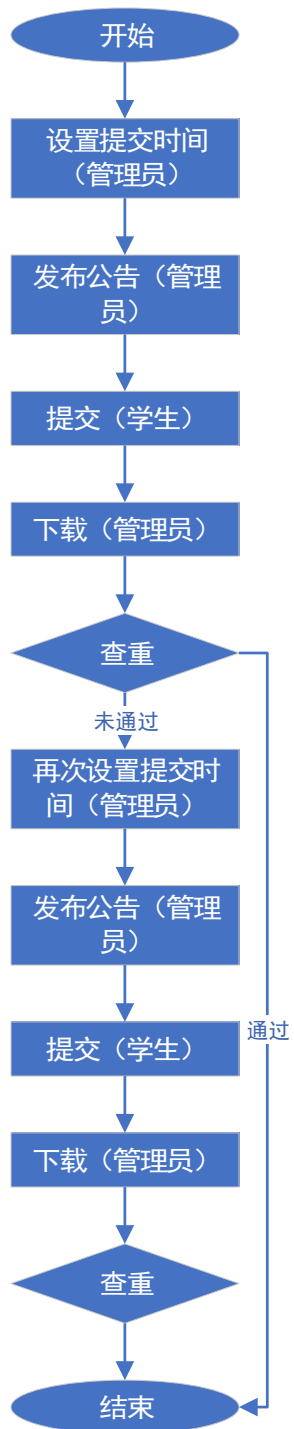 开始
设置提交时间
（管理员）
发布公告（管理
员）
提交（学生）
下载（管理员）
查重
未通过
再次设置提交时
间（管理员）
发布公告（管理
员）
提交（学生）
通过
下载（管理员）
查重
结束